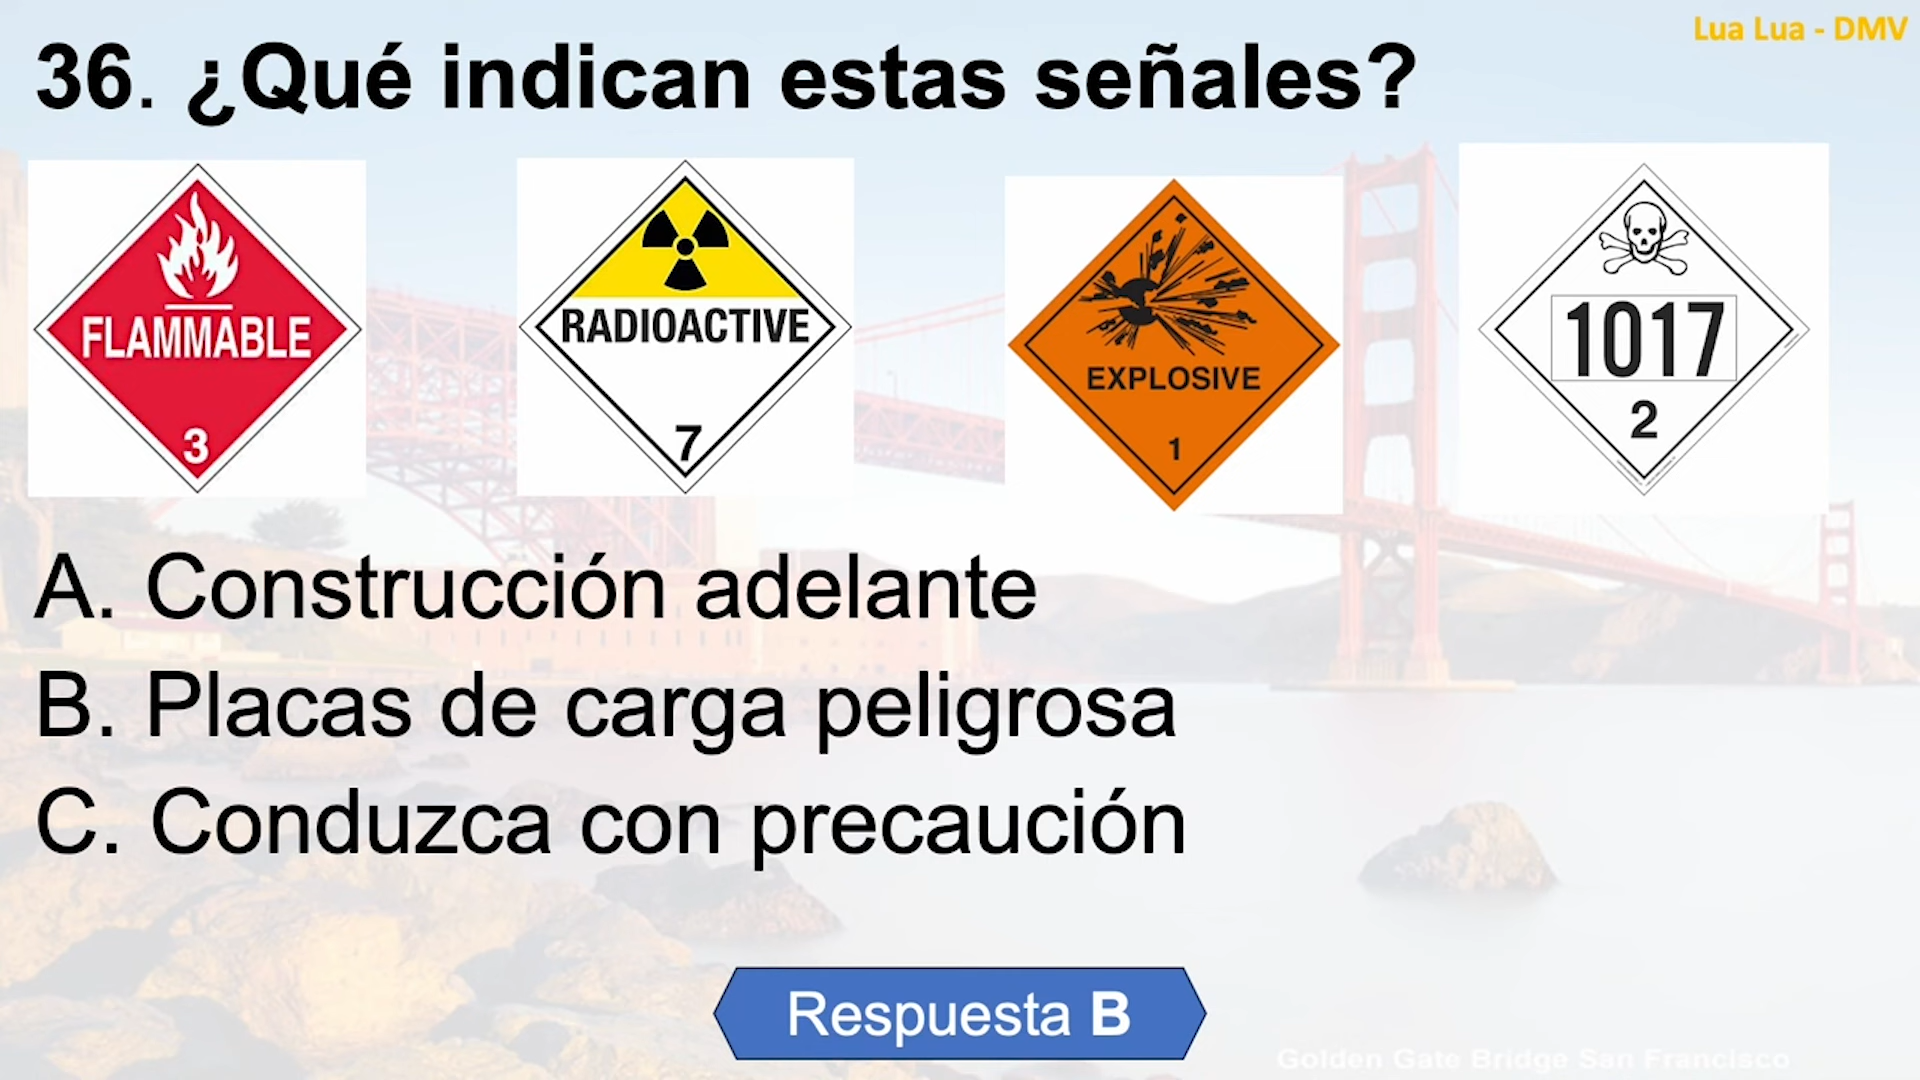 Lua Lua - DMV
36. ¿Qué indican estas señales?
FLAMMABLE
3
RADIOACTIVE
7
EXPLOSIVE
1
1017
2
A. Construcción adelante
B. Placas de carga peligrosa
C. Conduzca con precaución
Respuesta B
Golden Gate Bridge San Francisco